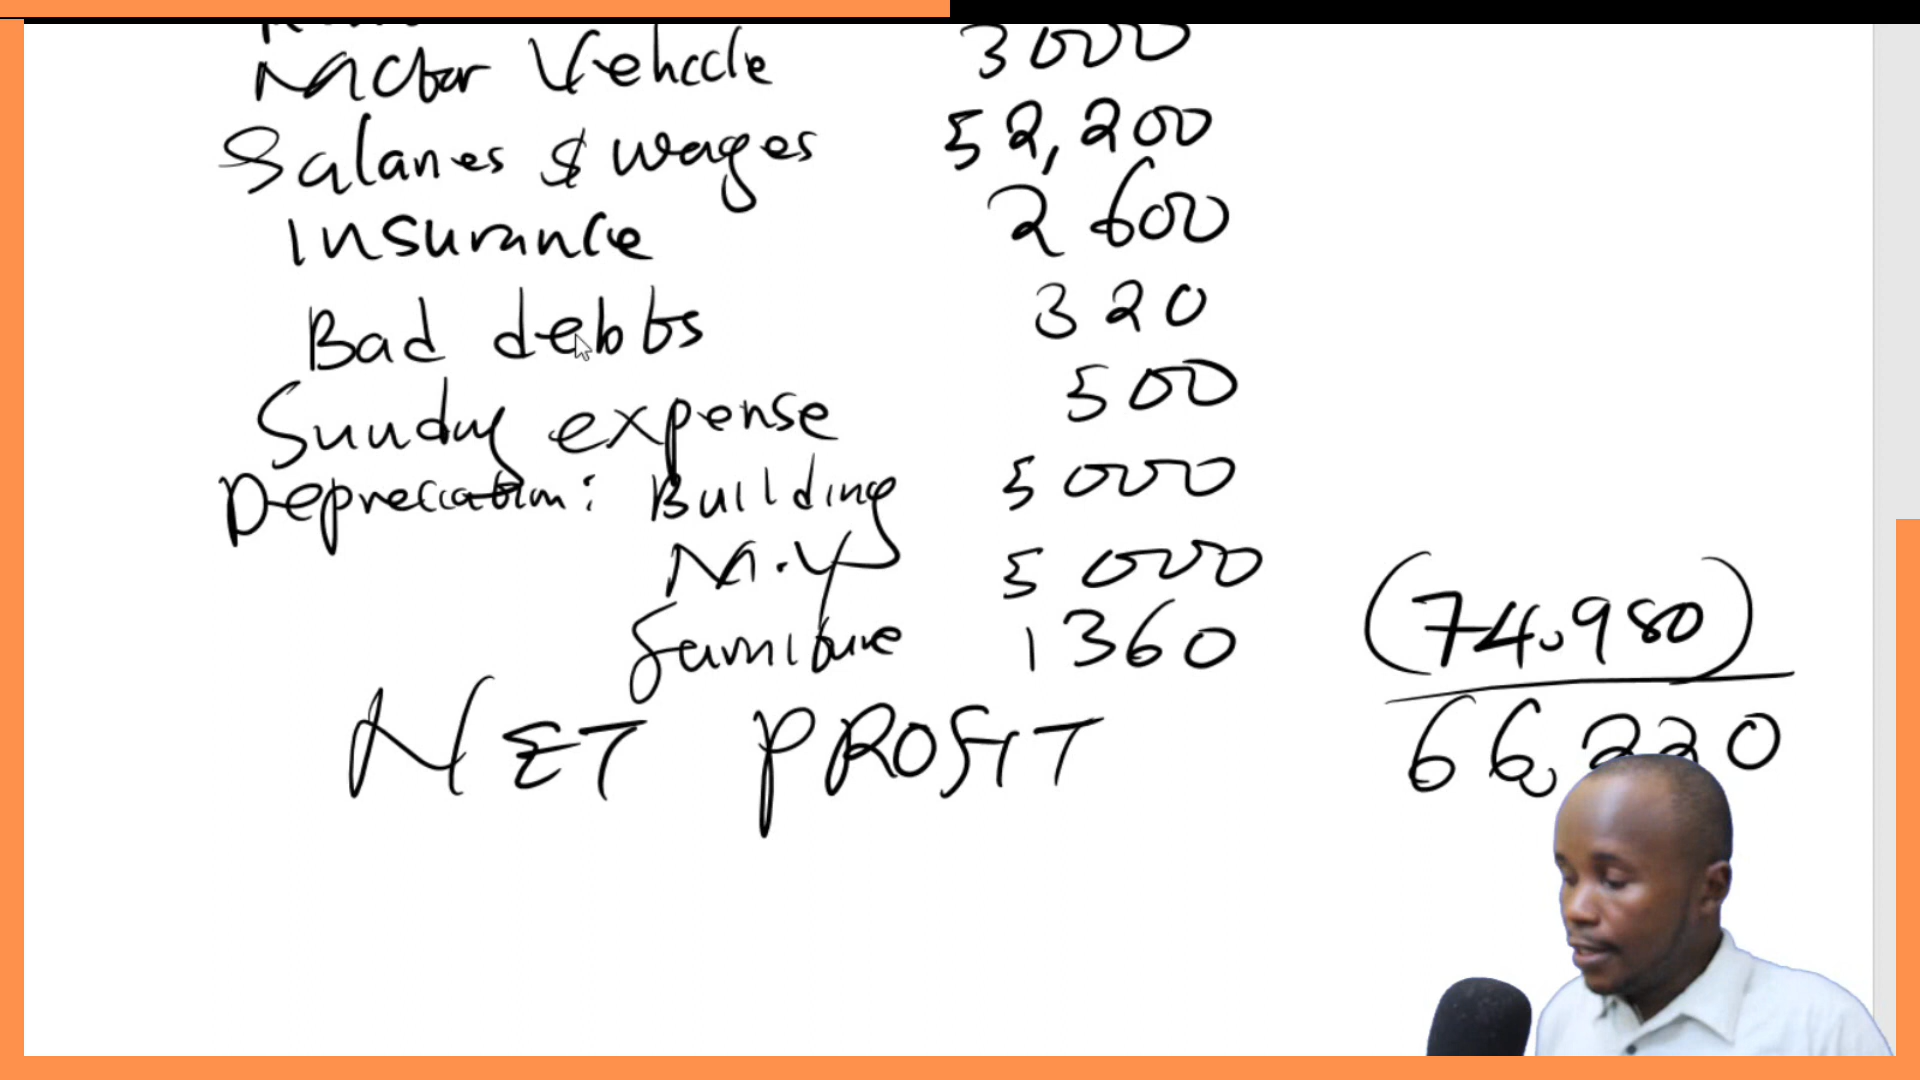 Motor Vehicle 3000
Salaries & wages 52,200
Insurance 2600
Bad debts 320
Sundry expense 500
Depreciation: Building 5000
M.V 5000
furniture 1360 (74,980)
NET PROFIT 66,220